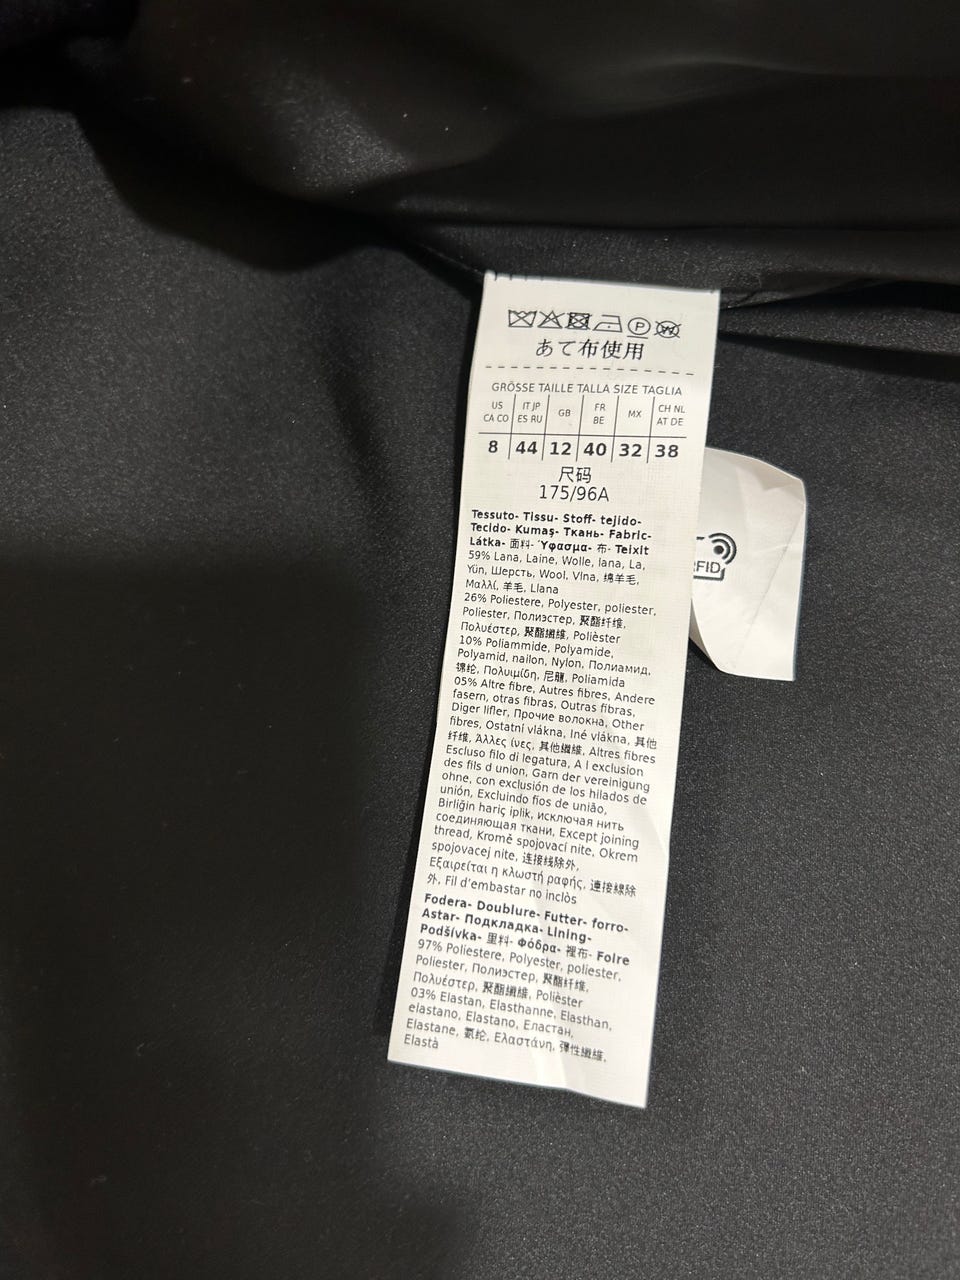 P W
あて布使用
GRÖSSE TAILLE TALLA SIZE TAGLIA
US CA CO | IT JP ES RU | GB | FR BE | MX | CH NL AT DE
8 | 44 | 12 | 40 | 32 | 38
尺码
175/96A
Tessuto- Tissu- Stoff- tejido-
Tecido- Kumaş- Ткань- Fabric-
Látka- 面料- Ύφασμα- 布- Teixit
59% Lana, Laine, Wolle, lana, La,
Yün, Шерсть, Wool, Vlna, 绵羊毛,
Μαλλί, 羊毛, Llana
26% Poliestere, Polyester, poliester,
Poliester, Полиэстер, 聚酯纤维,
Πολυέστερ, 聚酯纖維, Polièster
10% Poliammide, Polyamide,
Polyamid, nailon, Nylon, Полиамид,
锦纶, Πολυιμίδη, 尼龍, Poliamida
05% Altre fibre, Autres fibres, Andere
fasern, otras fibras, Outras fibras,
Diger lifler, Прочие волокна, Other
fibres, Ostatní vlákna, Iné vlákna, 其他
纤维, Άλλες ίνες, 其他纖維, Altres fibres
Escluso filo di legatura, A l exclusion
des fils d union, Garn der vereinigung
ohne, con exclusión de los hilados de
unión, Excluindo fios de união,
Birliğin hariç iplik, исключая нить
соединяющая ткани, Except joining
thread, Kromě spojovací nite, Okrem
spojovacej nite, 连接线除外,
Εξαιρείται η κλωστή ραφής, 連接線除
外, Fil d'embastar no inclòs
Fodera- Doublure- Futter- forro-
Astar- Подкладка- Lining-
Podšívka- 里料- Φόδρα- 裡布- Folre
97% Poliestere, Polyester, poliester,
Poliester, Полиэстер, 聚酯纤维,
Πολυέστερ, 聚酯纖維, Polièster
03% Elastan, Elasthanne, Elasthan,
elastano, Elastano, Еластан,
Elastane, 氨纶, Ελαστάνη, 彈性纖維,
Elastà
RFID